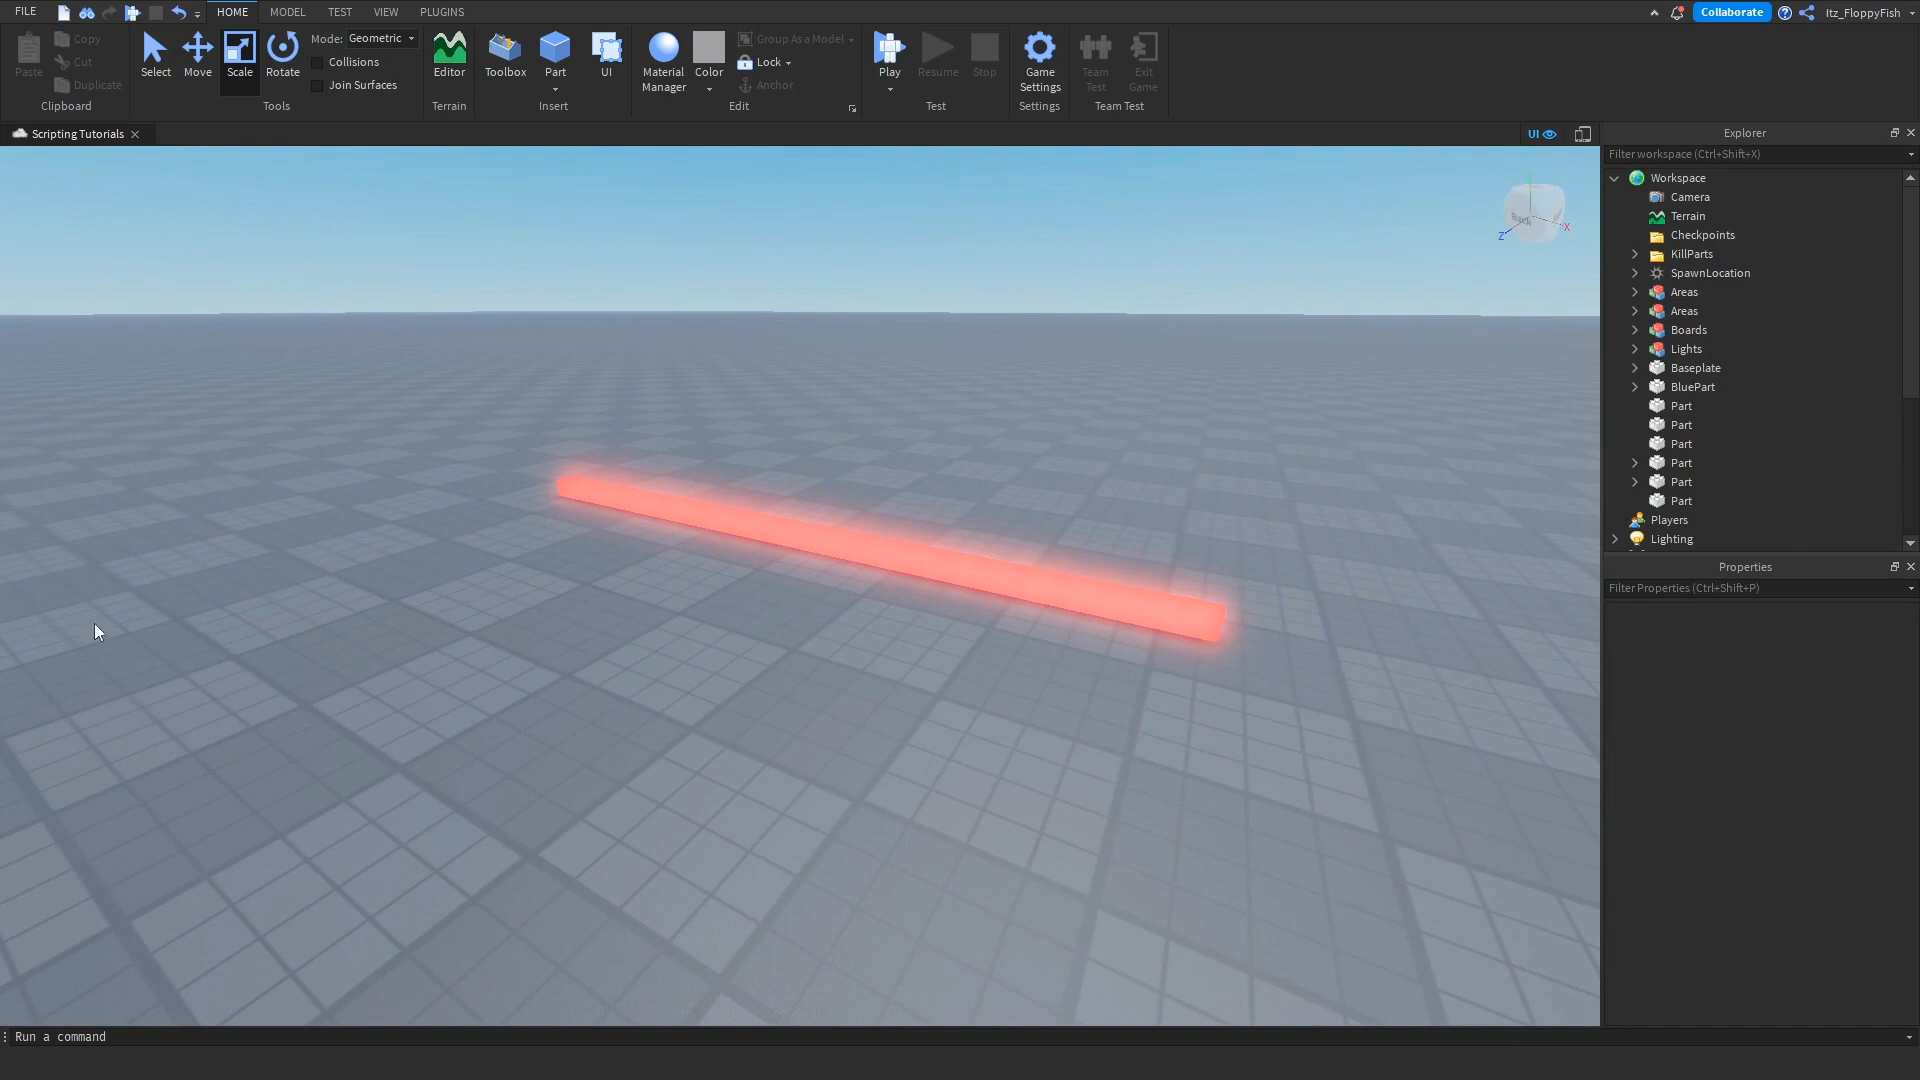 FILE HOME MODEL TEST VIEW PLUGINS Collaborate Itz_FloppyFish
Paste Copy Cut Duplicate
Clipboard
Select Move Scale Rotate
Mode: Geometric
Collisions
Join Surfaces
Tools
Editor
Terrain
Toolbox Part UI
Insert
Material Manager Color
Group As a Model
Lock
Anchor
Edit
Play Resume Stop
Test
Game Settings
Settings
Team Test Exit Game
Team Test
Scripting Tutorials
UI
Back
Z
X
Explorer
Filter workspace (Ctrl+Shift+X)
Workspace
Camera
Terrain
Checkpoints
KillParts
SpawnLocation
Areas
Areas
Boards
Lights
Baseplate
BluePart
Part
Part
Part
Part
Part
Part
Players
Lighting
Properties
Filter Properties (Ctrl+Shift+P)
Run a command